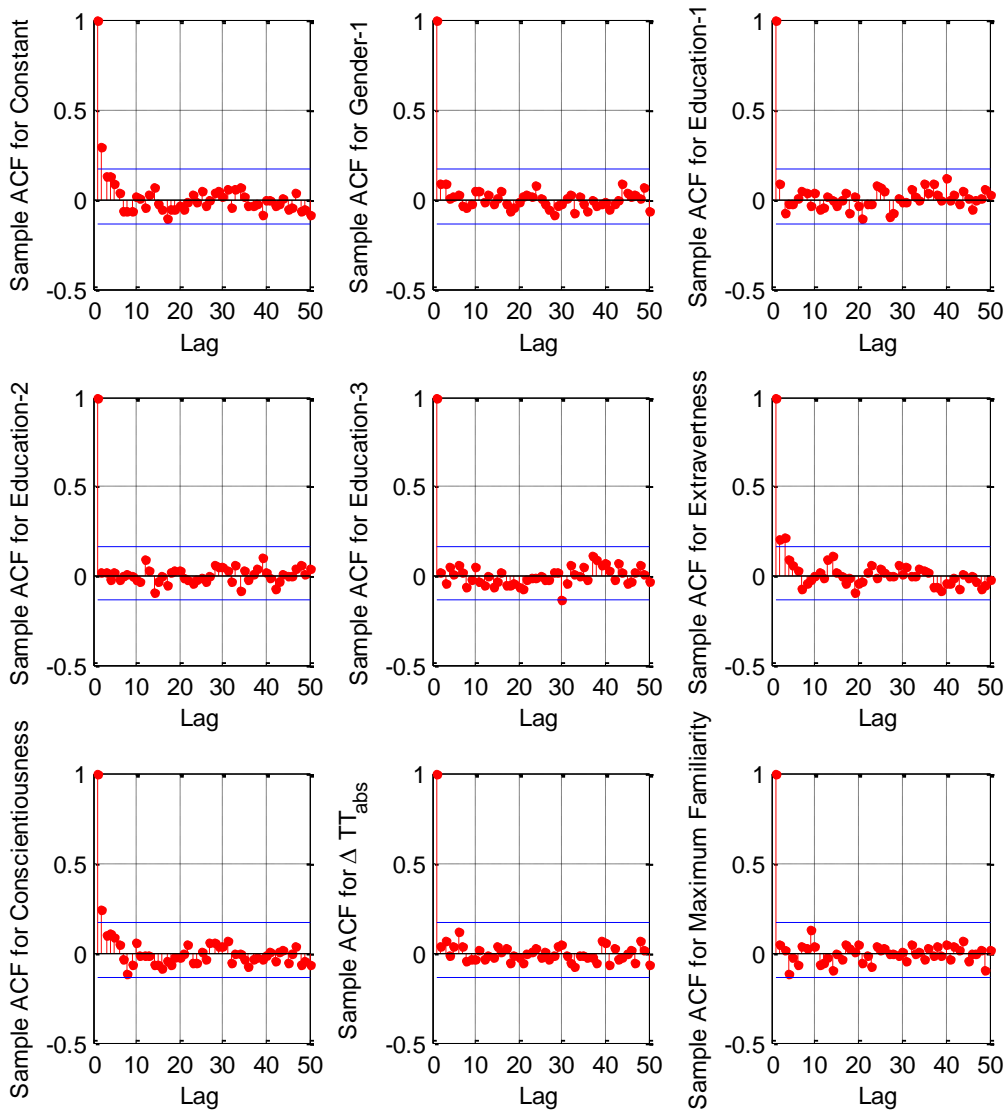 Sample ACF for Constant
1
0.5
0
-0.5
0 10 20 30 40 50
Lag
Sample ACF for Gender-1
1
0.5
0
-0.5
0 10 20 30 40 50
Lag
Sample ACF for Education-1
1
0.5
0
-0.5
0 10 20 30 40 50
Lag
Sample ACF for Education-2
1
0.5
0
-0.5
0 10 20 30 40 50
Lag
Sample ACF for Education-3
1
0.5
0
-0.5
0 10 20 30 40 50
Lag
Sample ACF for Extravertness
1
0.5
0
-0.5
0 10 20 30 40 50
Lag
Sample ACF for Conscientiousness
1
0.5
0
-0.5
0 10 20 30 40 50
Lag
Sample ACF for Δ TTabs
1
0.5
0
-0.5
0 10 20 30 40 50
Lag
Sample ACF for Maximum Familiarity
1
0.5
0
-0.5
0 10 20 30 40 50
Lag